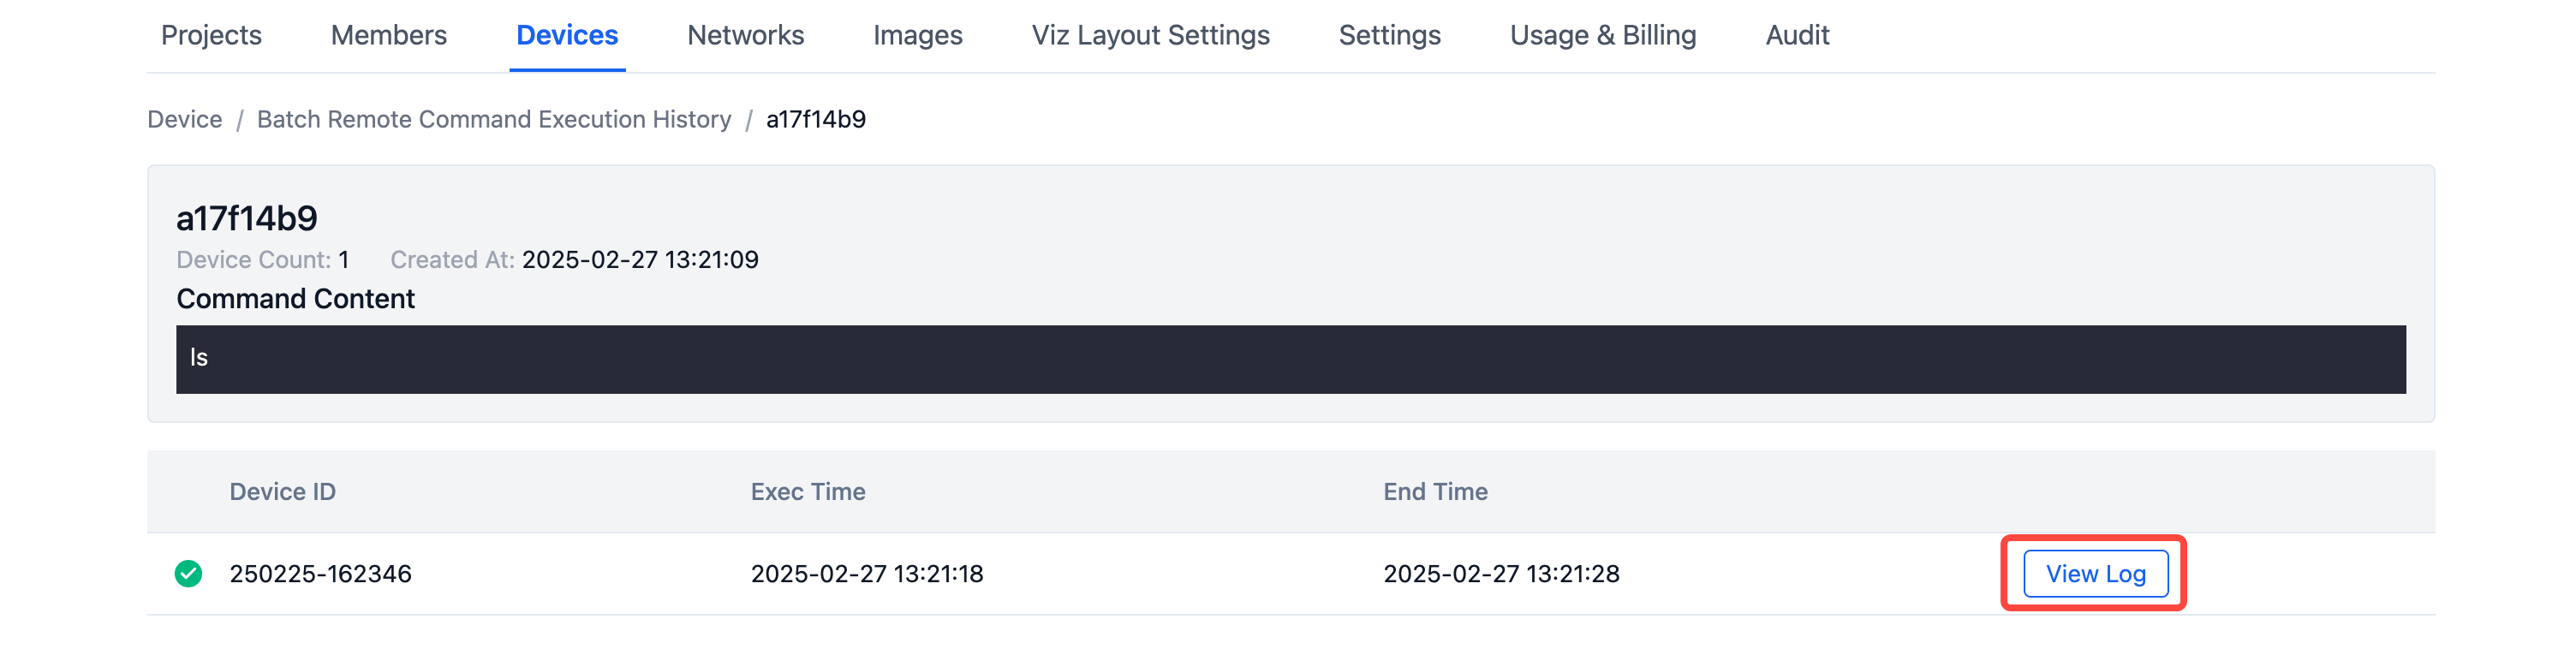 Projects Members Devices Networks Images Viz Layout Settings Settings Usage & Billing Audit
Device / Batch Remote Command Execution History / a17f14b9
a17f14b9
Device Count: 1 Created At: 2025-02-27 13:21:09
Command Content
ls
Device ID Exec Time End Time
250225-162346 2025-02-27 13:21:18 2025-02-27 13:21:28 View Log